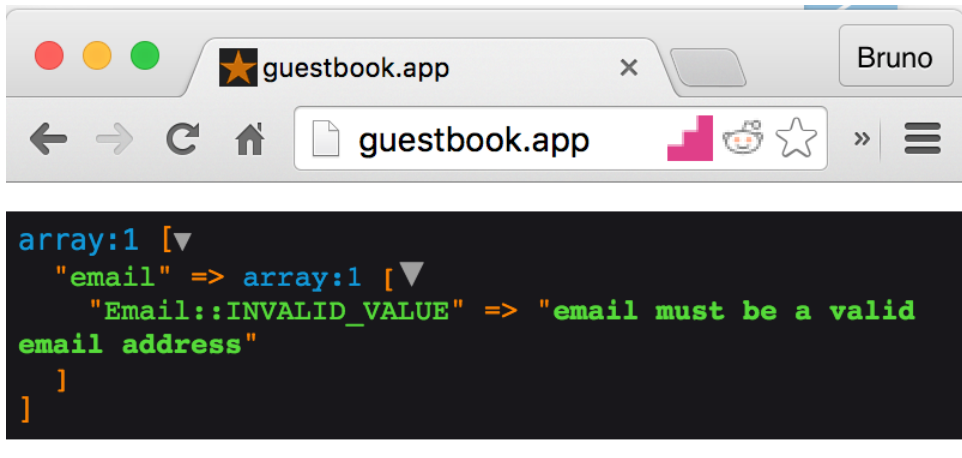 guestbook.app
Bruno
guestbook.app
array:1 [▼
"email" => array:1 [▼
"Email::INVALID_VALUE" => "email must be a valid
email address"
]
]